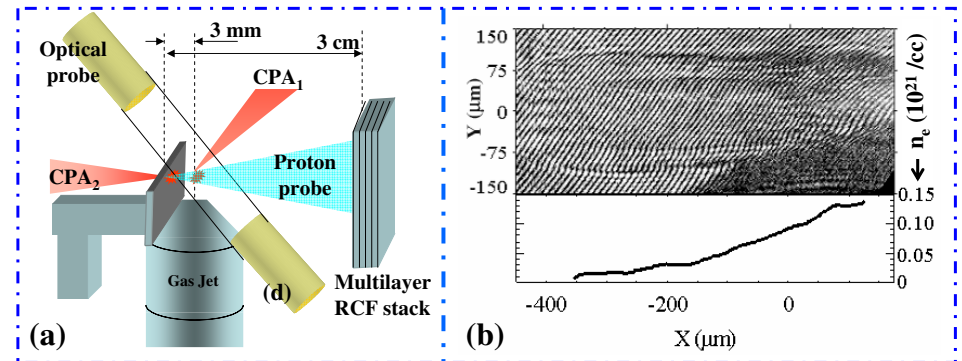 3 mm
Optical
probe
3 cm
CPA1
CPA2
Proton
probe
Gas Jet
(d)
Multilayer
RCF stack
(a)
150
75
0
-75
-150
Y (μm)
ne (10^21 /cc)
0.15
0.10
0.05
0
-400
-200
0
X (μm)
(b)